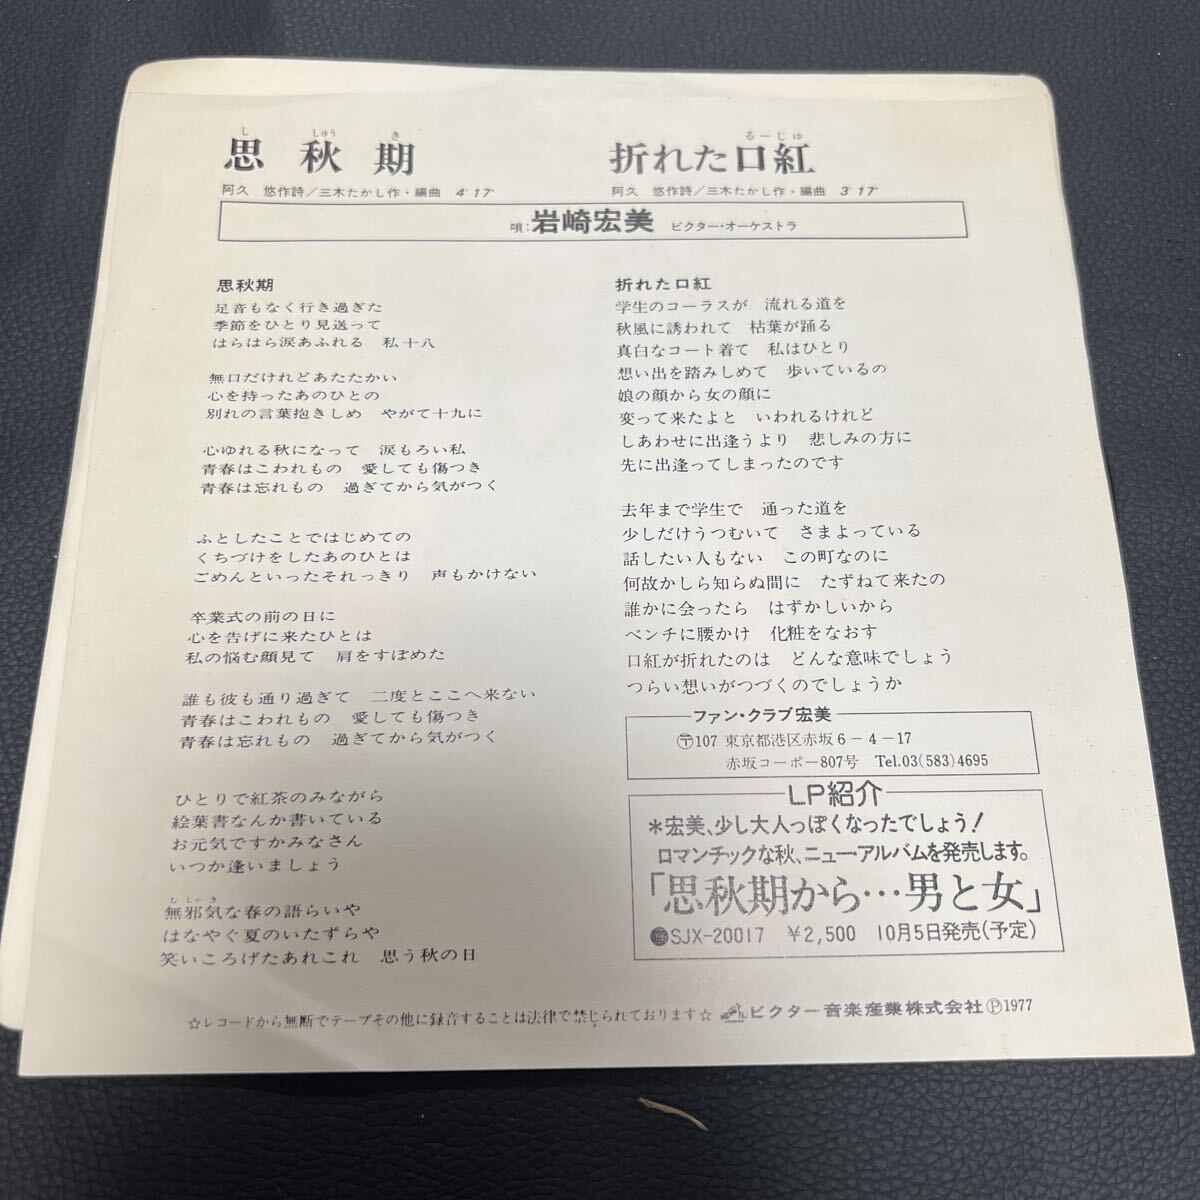 思秋期
ししゅうき
阿久 悠作詩/三木たかし作・編曲 4'17"
折れた口紅
るーじゅ
阿久 悠作詩/三木たかし作・編曲 3'17"
唄:岩崎宏美 ビクター・オーケストラ
思秋期
足音もなく行き過ぎた
季節をひとり見送って
はらはら涙あふれる 私十八
無口だけれどあたたかい
心を持ったあのひとの
別れの言葉抱きしめ やがて十九に
心ゆれる秋になって 涙もろい私
青春はこわれもの 愛しても傷つき
青春は忘れもの 過ぎてから気がつく
ふとしたことではじめての
くちづけをしたあのひとは
ごめんといったそれっきり 声もかけない
卒業式の前の日に
心を告げに来たひとは
私の悩む顔見て 肩をすぼめた
誰も彼も通り過ぎて 二度とここへ来ない
青春はこわれもの 愛しても傷つき
青春は忘れもの 過ぎてから気がつく
ひとりで紅茶のみながら
絵葉書なんか書いている
お元気ですかみなさん
いつか逢いましょう
むじゃき
無邪気な春の語らいや
はなやぐ夏のいたずらや
笑いころげたあれこれ 思う秋の日
折れた口紅
学生のコーラスが 流れる道を
秋風に誘われて 枯葉が踊る
真白なコート着て 私はひとり
想い出を踏みしめて 歩いているの
娘の顔から女の顔に
変って来たよと いわれるけれど
しあわせに出逢うより 悲しみの方に
先に出逢ってしまったのです
去年まで学生で 通った道を
少しだけうつむいて さまよっている
話したい人もない この町なのに
何故かしら知らぬ間に たずねて来たの
誰かに会ったら はずかしいから
ベンチに腰かけ 化粧をなおす
口紅が折れたのは どんな意味でしょう
つらい想いがつづくのでしょうか
ファン・クラブ宏美
〒107 東京都港区赤坂6-4-17
赤坂コーポー807号 Tel.03(583)4695
LP紹介
*宏美、少し大人っぽくなったでしょう!
ロマンチックな秋、ニュー・アルバムを発売します。
「思秋期から…男と女」
SJX-20017 ¥2,500 10月5日発売(予定)
☆レコードから無断でテープその他に録音することは法律で禁じられております☆ ビクター音楽産業株式会社Ⓟ1977